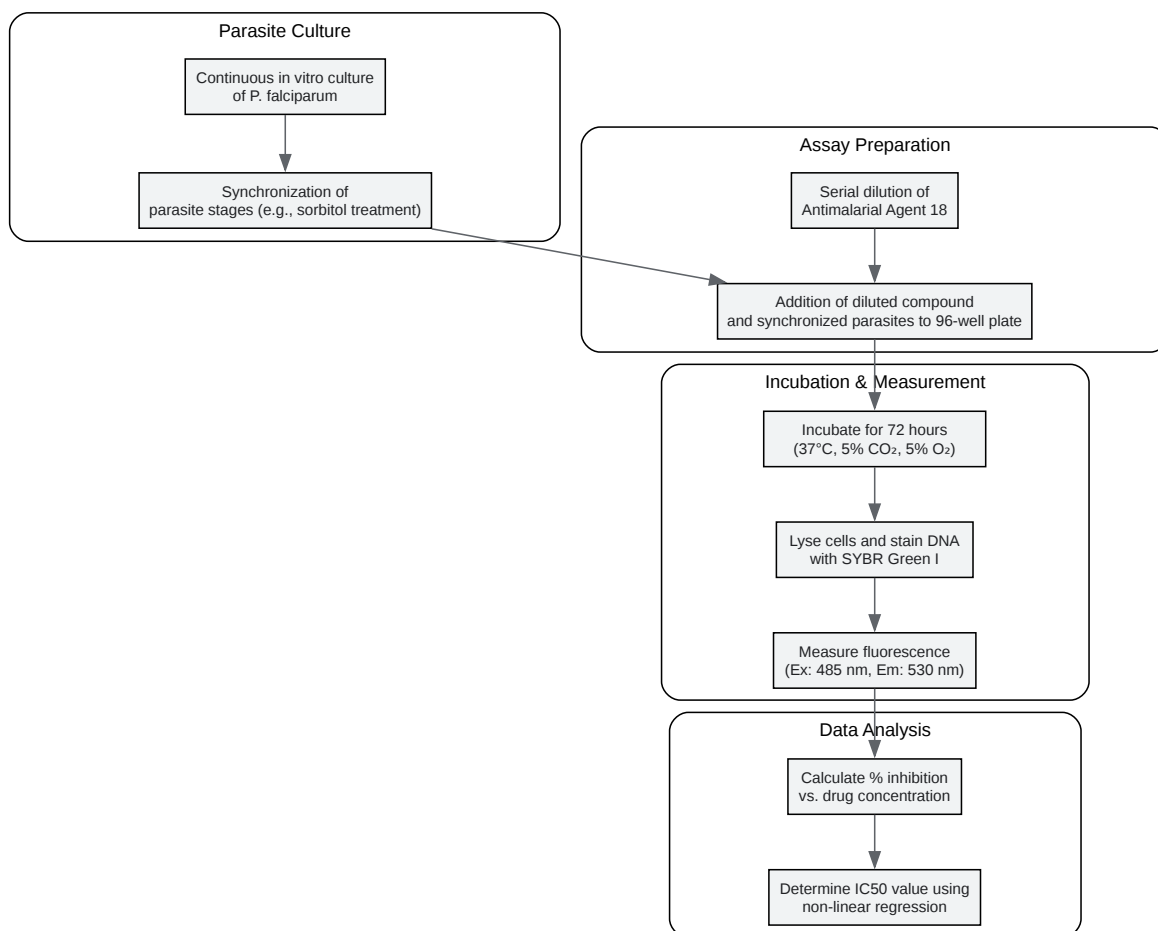 Parasite Culture
Continuous in vitro culture
of P. falciparum
Synchronization of
parasite stages (e.g., sorbitol treatment)
Assay Preparation
Serial dilution of
Antimalarial Agent 18
Addition of diluted compound
and synchronized parasites to 96-well plate
Incubation & Measurement
Incubate for 72 hours
(37°C, 5% CO₂, 5% O₂)
Lyse cells and stain DNA
with SYBR Green I
Measure fluorescence
(Ex: 485 nm, Em: 530 nm)
Data Analysis
Calculate % inhibition
vs. drug concentration
Determine IC50 value using
non-linear regression